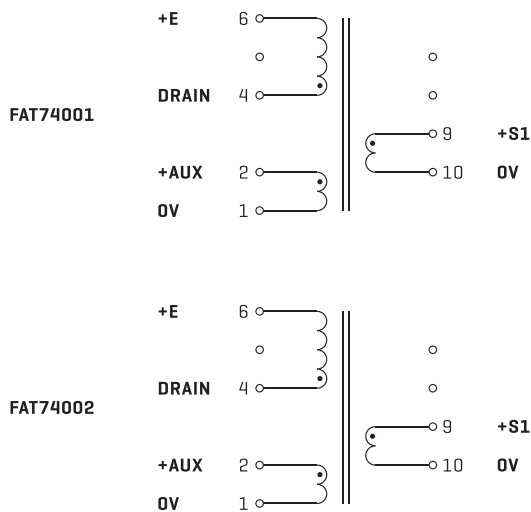 +E 6
DRAIN 4
FAT74001
9 +S1
+AUX 2 10 0V
0V 1
+E 6
DRAIN 4
FAT74002
9 +S1
+AUX 2 10 0V
0V 1